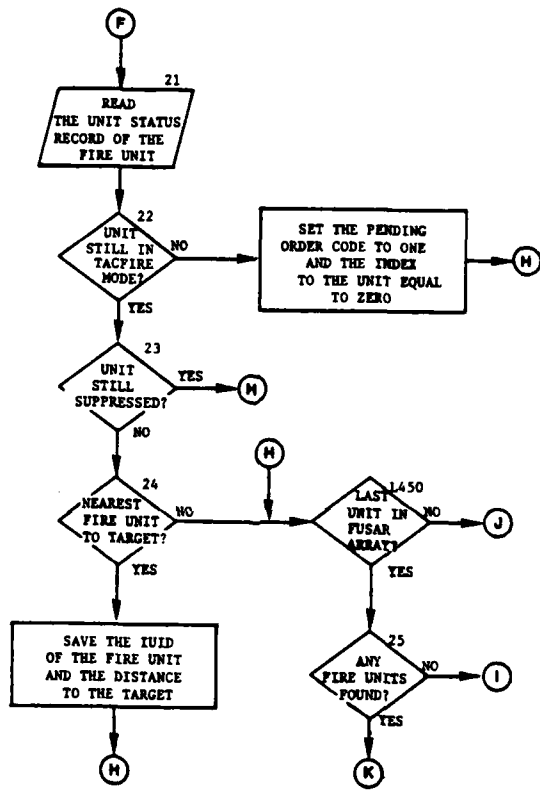 F
21
READ
THE UNIT STATUS
RECORD OF THE
FIRE UNIT
22
UNIT
STILL IN
TACFIRE
MODE?
NO
YES
SET THE PENDING
ORDER CODE TO ONE
AND THE INDEX
TO THE UNIT EQUAL
TO ZERO
H
23
UNIT
STILL
SUPPRESSED?
YES
H
NO
24
NEAREST
FIRE UNIT
TO TARGET?
NO
YES
H
L450
LAST
UNIT IN
FUSAR
ARRAY?
NO
J
YES
SAVE THE IUID
OF THE FIRE UNIT
AND THE DISTANCE
TO THE TARGET
H
25
ANY
FIRE UNITS
FOUND?
NO
I
YES
K